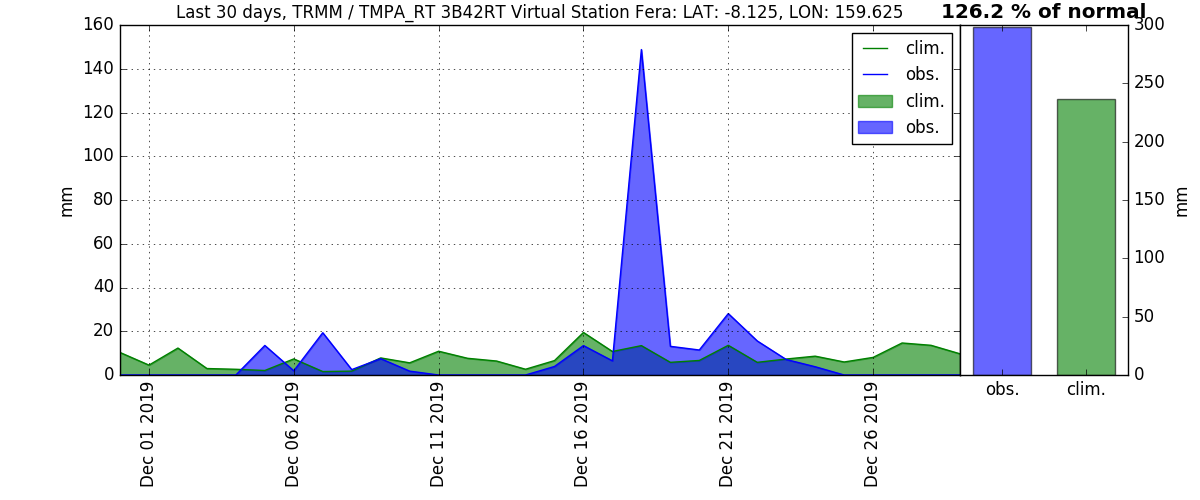 Last 30 days, TRMM / TMPA_RT 3B42RT Virtual Station Fera: LAT: -8.125, LON: 159.625
126.2 % of normal
160
140
120
100
80
60
40
20
0
mm
clim.
obs.
clim.
obs.
Dec 01 2019
Dec 06 2019
Dec 11 2019
Dec 16 2019
Dec 21 2019
Dec 26 2019
300
250
200
150
100
50
0
mm
obs.
clim.